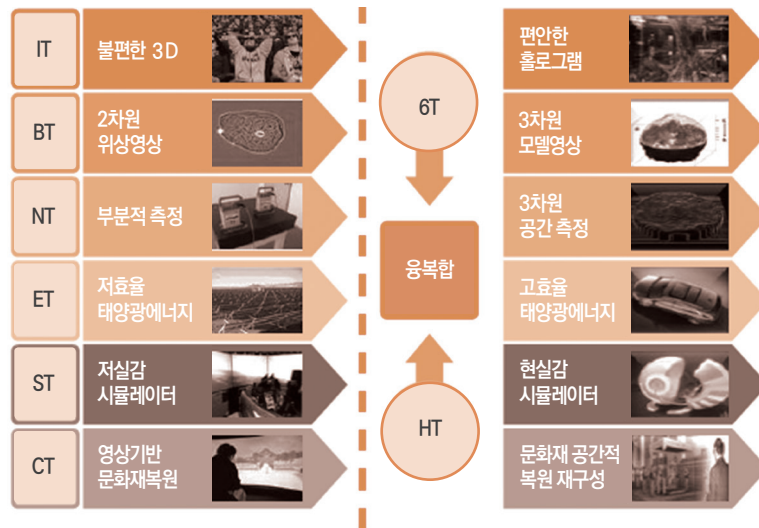 IT
불편한 3D
BT
2차원
위상영상
NT
부분적 측정
ET
저효율
태양광에너지
ST
저실감
시뮬레이터
CT
영상기반
문화재복원
6T
융복합
HT
편안한
홀로그램
3차원
모델영상
3차원
공간 측정
고효율
태양광에너지
현실감
시뮬레이터
문화재 공간적
복원 재구성